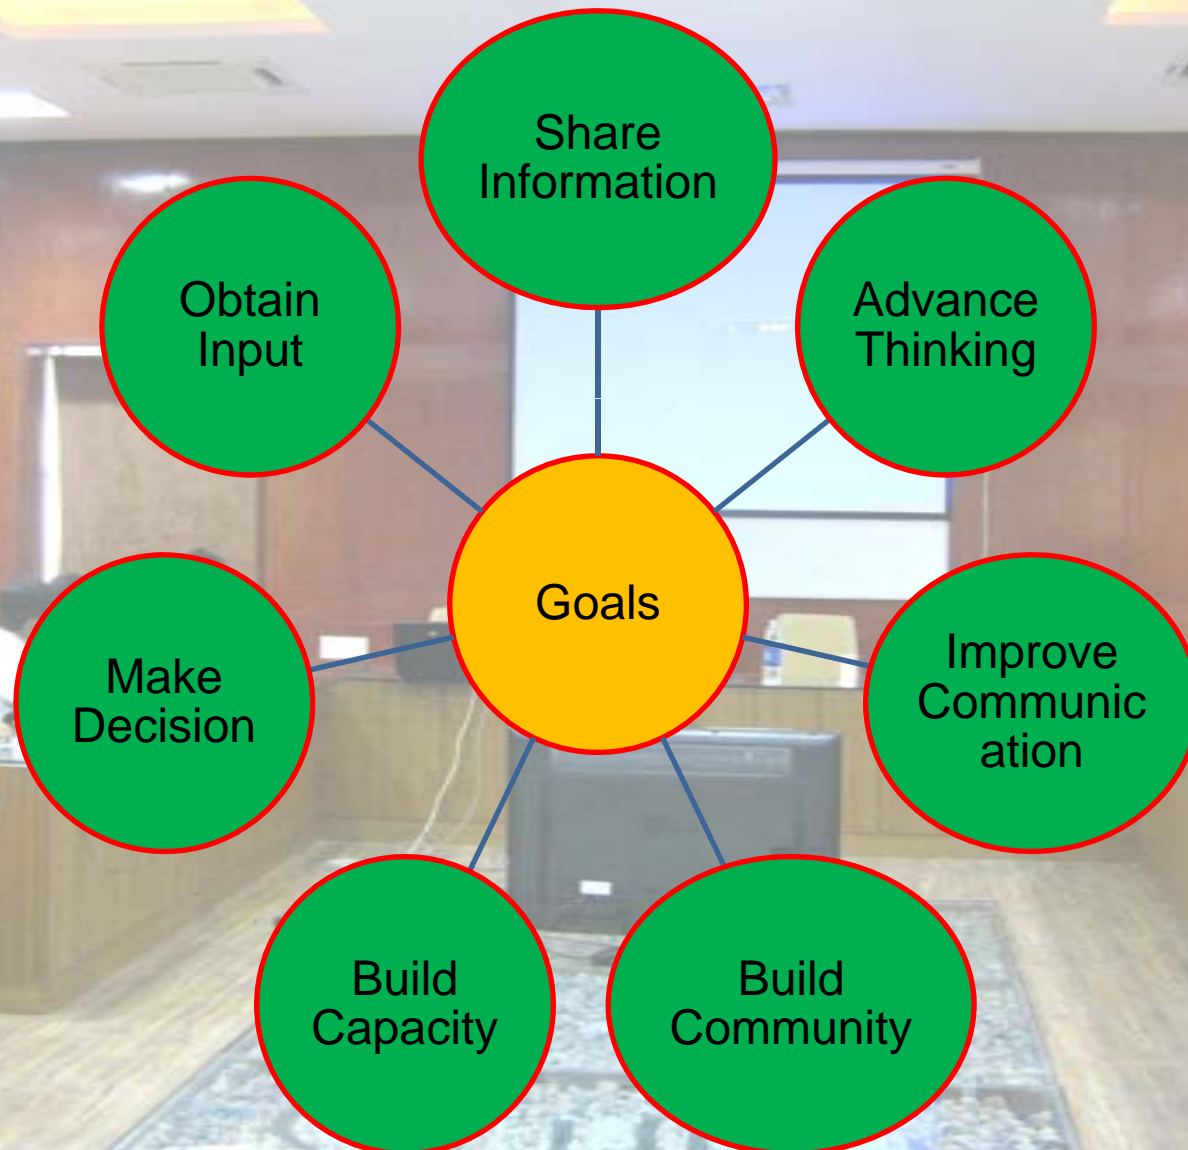 Share
Information
Advance
Thinking
Improve
Communic
ation
Build
Community
Build
Capacity
Make
Decision
Obtain
Input
Goals